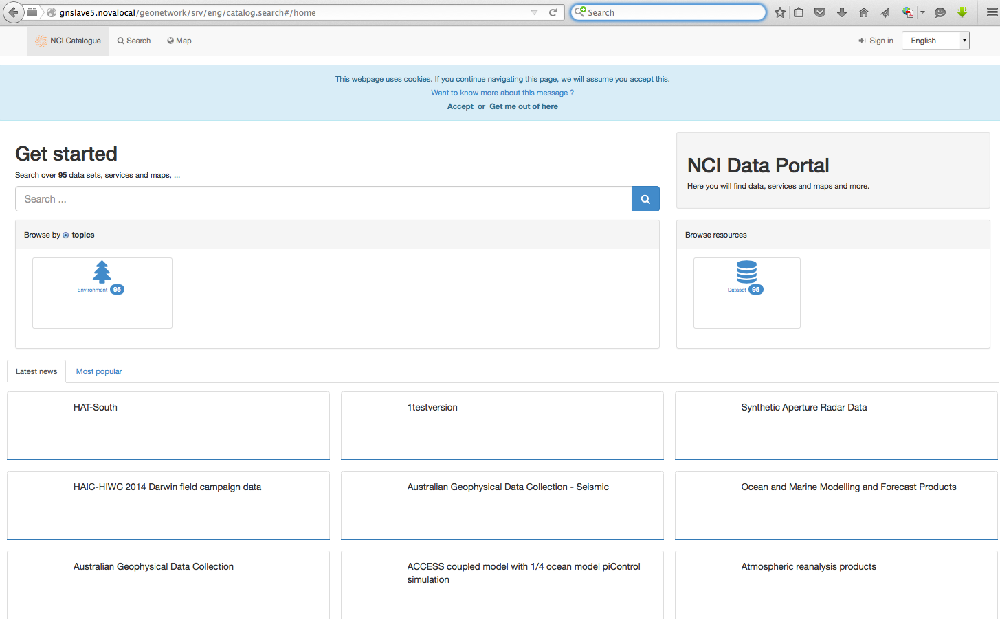 gnslave5.novalocal/geonetwork/srv/eng/catalog.search#/home
Search
NCI Catalogue Search Map Sign in English
This webpage uses cookies. If you continue navigating this page, we will assume you accept this.
Want to know more about this message ?
Accept or Get me out of here
Get started
Search over 95 data sets, services and maps, ...
Search ...
NCI Data Portal
Here you will find data, services and maps and more.
Browse by topics
Environment 95
Browse resources
Dataset 95
Latest news Most popular
HAT-South
1testversion
Synthetic Aperture Radar Data
HAIC-HIWC 2014 Darwin field campaign data
Australian Geophysical Data Collection - Seismic
Ocean and Marine Modelling and Forecast Products
Australian Geophysical Data Collection
ACCESS coupled model with 1/4 ocean model piControl
simulation
Atmospheric reanalysis products